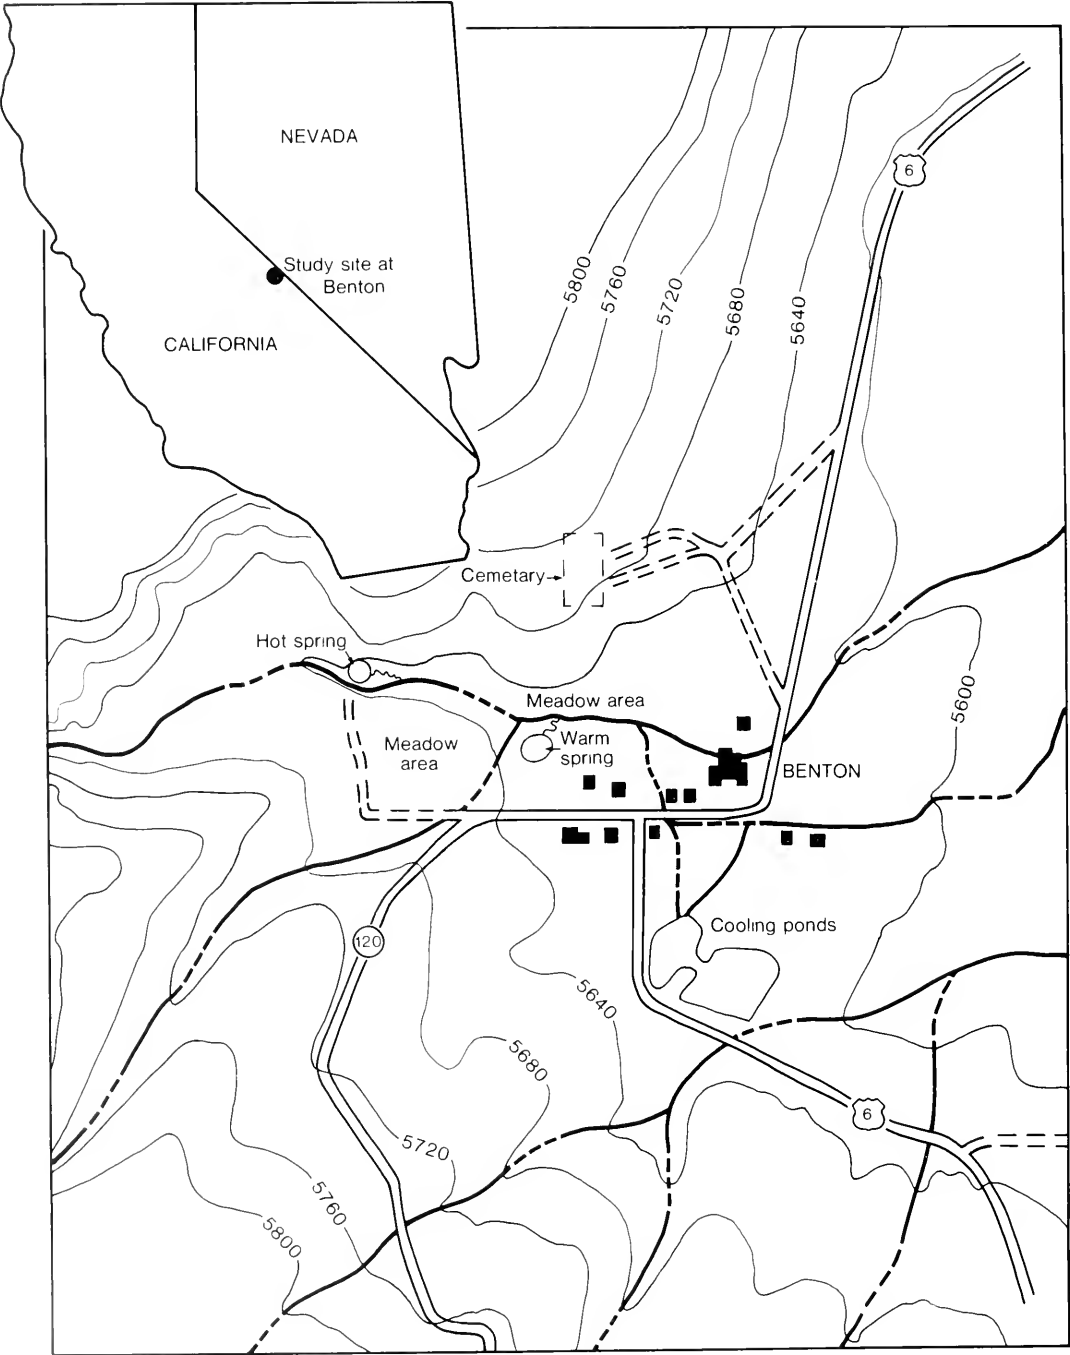 NEVADA
6
Study site at
Benton
5800
5760
5720
5680
5640
CALIFORNIA
Cemetary
Hot spring
Meadow area
5600
Meadow
area
Warm
spring
BENTON
Cooling ponds
120
5640
5680
6
5720
5760
5800